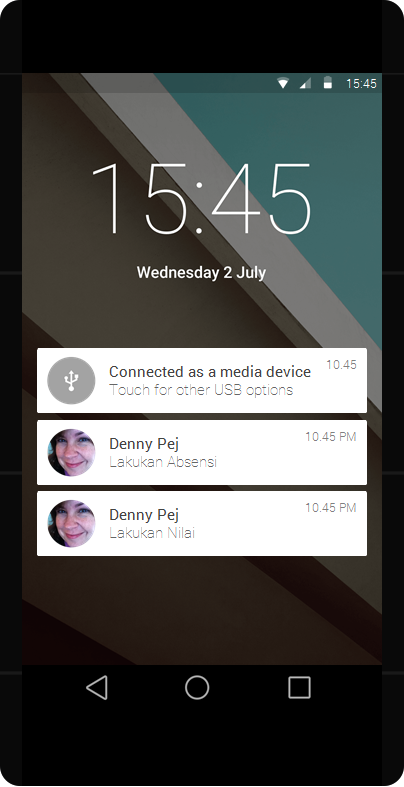 15:45
15:45
Wednesday 2 July
Connected as a media device 10.45
Touch for other USB options
Denny Pej 10.45 PM
Lakukan Absensi
Denny Pej 10.45 PM
Lakukan Nilai